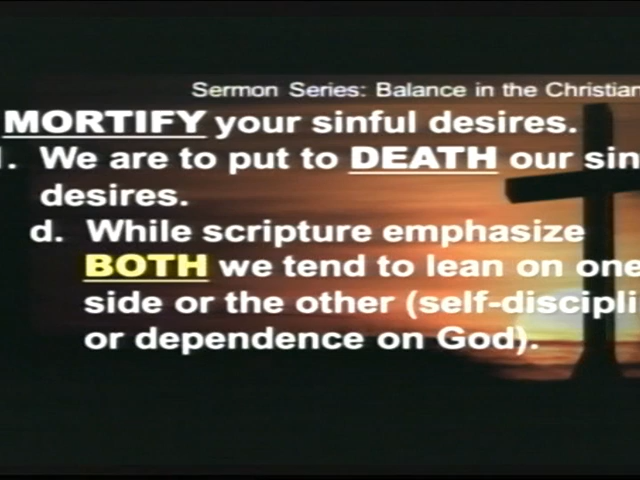 Sermon Series: Balance in the Christian
MORTIFY your sinful desires.
. We are to put to DEATH our sin
desires.
d. While scripture emphasize
BOTH we tend to lean on one
side or the other (self-discipli
or dependence on God).